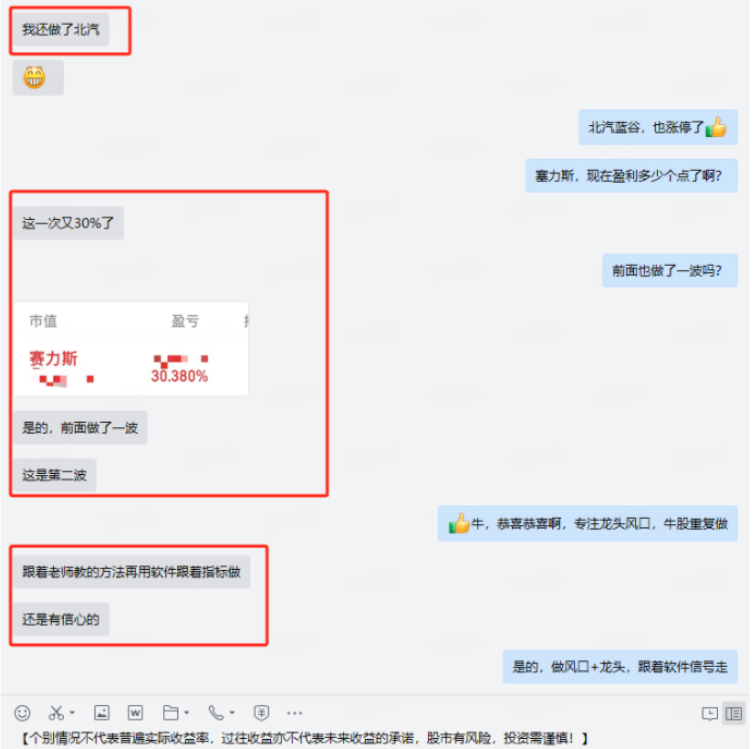 我还做了北汽
北汽蓝谷，也涨停了
塞力斯，现在盈利多少个点了啊?
这一次又30%了
前面也做了一波吗?
市值 盈亏
赛力斯
30.380%
是的，前面做了一波
这是第二波
牛，恭喜恭喜啊，专注龙头风口，牛股重复做
跟着老师教的方法再用软件跟着指标做
还是有信心的
是的，做风口+龙头，跟着软件信号走
【个别情况不代表普遍实际收益率，过往收益亦不代表未来收益的承诺，股市有风险，投资需谨慎！】